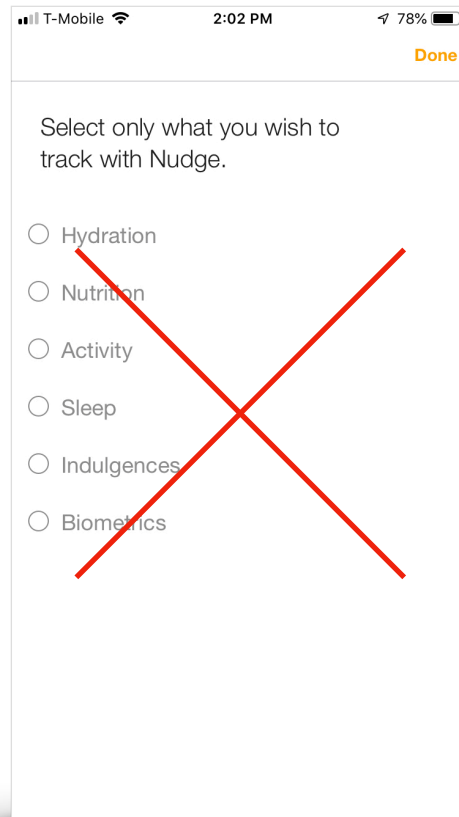 T-Mobile 2:02 PM 78%
Done
Select only what you wish to
track with Nudge.
Hydration
Nutrition
Activity
Sleep
Indulgences
Biometrics